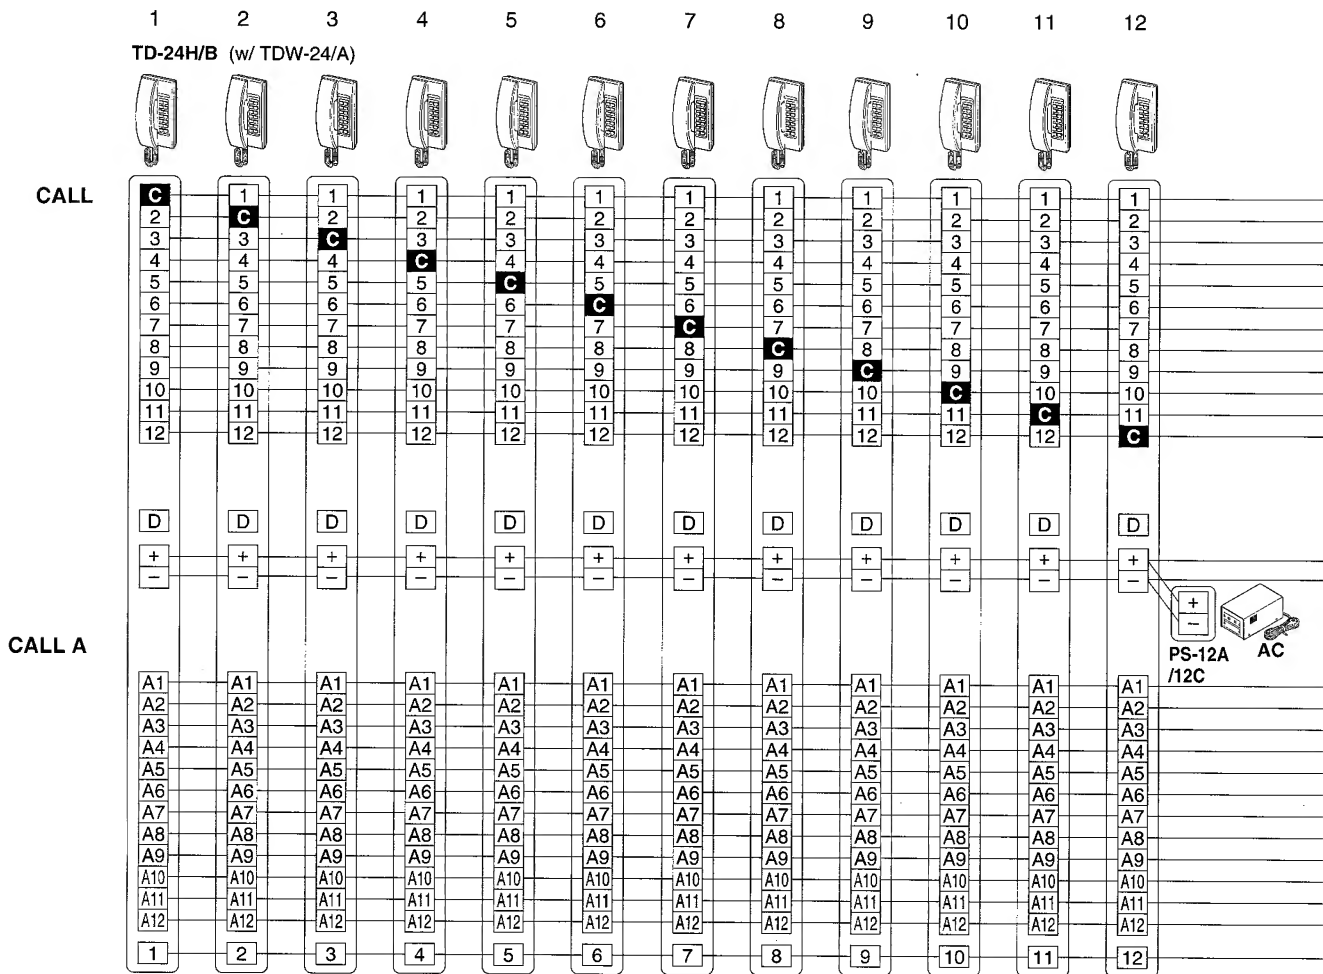 1 2 3 4 5 6 7 8 9 10 11 12
TD-24H/B (w/ TDW-24/A)
CALL C 1 1 1 1 1 1 1 1 1 1 1
2 C 2 2 2 2 2 2 2 2 2 2
3 3 C 3 3 3 3 3 3 3 3 3
4 4 4 C 4 4 4 4 4 4 4 4
5 5 5 5 C 5 5 5 5 5 5 5
6 6 6 6 6 C 6 6 6 6 6 6
7 7 7 7 7 7 C 7 7 7 7 7
8 8 8 8 8 8 8 C 8 8 8 8
9 9 9 9 9 9 9 9 C 9 9 9
10 10 10 10 10 10 10 10 10 C 10 10
11 11 11 11 11 11 11 11 11 11 C 11
12 12 12 12 12 12 12 12 12 12 12 C
D D D D D D D D D D D D
+ + + + + + + + + + + +
− − − − − − − − − − − −
+
−
CALL A
PS-12A AC
/12C
A1 A1 A1 A1 A1 A1 A1 A1 A1 A1 A1 A1
A2 A2 A2 A2 A2 A2 A2 A2 A2 A2 A2 A2
A3 A3 A3 A3 A3 A3 A3 A3 A3 A3 A3 A3
A4 A4 A4 A4 A4 A4 A4 A4 A4 A4 A4 A4
A5 A5 A5 A5 A5 A5 A5 A5 A5 A5 A5 A5
A6 A6 A6 A6 A6 A6 A6 A6 A6 A6 A6 A6
A7 A7 A7 A7 A7 A7 A7 A7 A7 A7 A7 A7
A8 A8 A8 A8 A8 A8 A8 A8 A8 A8 A8 A8
A9 A9 A9 A9 A9 A9 A9 A9 A9 A9 A9 A9
A10 A10 A10 A10 A10 A10 A10 A10 A10 A10 A10 A10
A11 A11 A11 A11 A11 A11 A11 A11 A11 A11 A11 A11
A12 A12 A12 A12 A12 A12 A12 A12 A12 A12 A12 A12
1 2 3 4 5 6 7 8 9 10 11 12